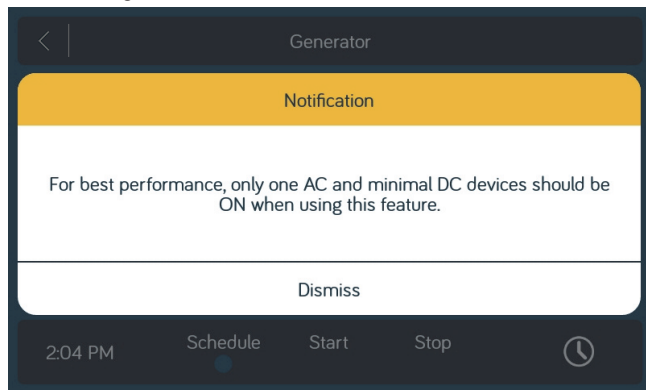 Generator
Notification
For best performance, only one AC and minimal DC devices should be
ON when using this feature.
Dismiss
2:04 PM Schedule Start Stop